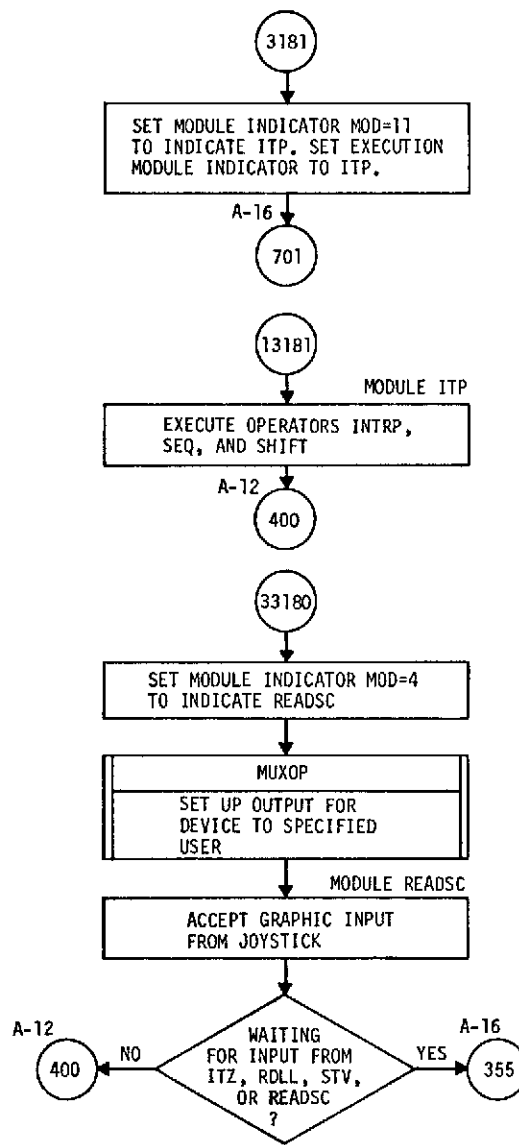 3181
SET MODULE INDICATOR MOD=11
TO INDICATE ITP. SET EXECUTION
MODULE INDICATOR TO ITP.
A-16
701
13181
MODULE ITP
EXECUTE OPERATORS INTRP,
SEQ, AND SHIFT
A-12
400
33180
SET MODULE INDICATOR MOD=4
TO INDICATE READSC
MUXOP
SET UP OUTPUT FOR
DEVICE TO SPECIFIED
USER
MODULE READSC
ACCEPT GRAPHIC INPUT
FROM JOYSTICK
A-12
400
NO
WAITING
FOR INPUT FROM
ITZ, RDLL, STV,
OR READSC
?
YES
A-16
355